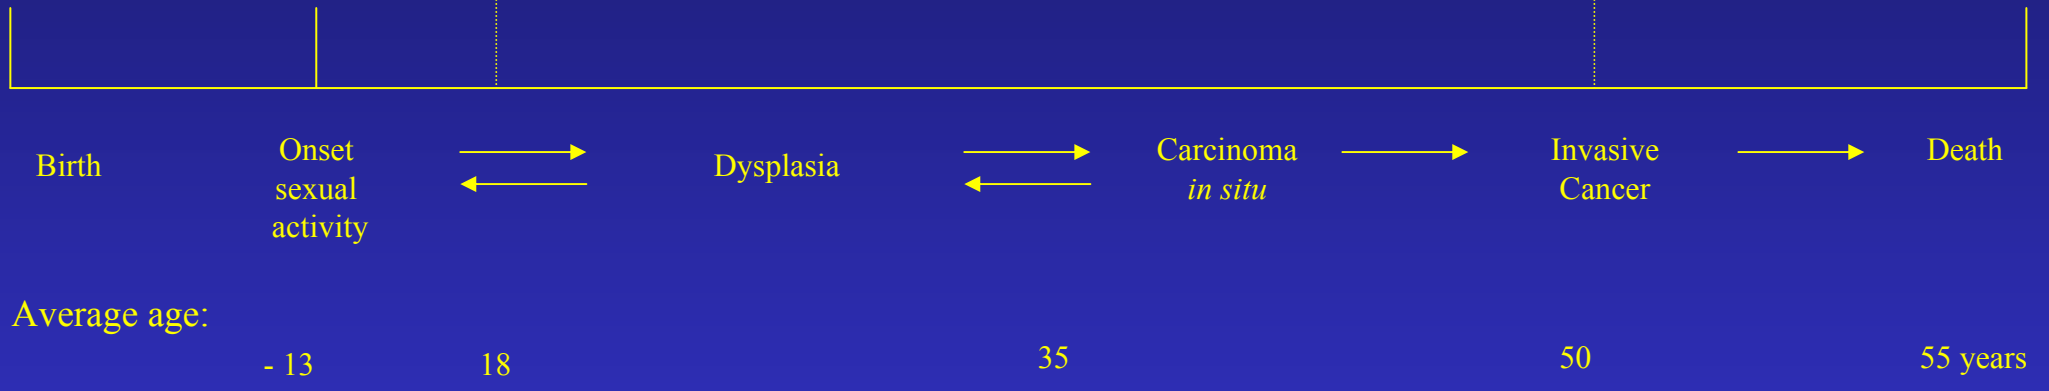 Birth
Onset
sexual
activity
Dysplasia
Carcinoma
in situ
Invasive
Cancer
Death
Average age:
- 13 18 35 50 55 years